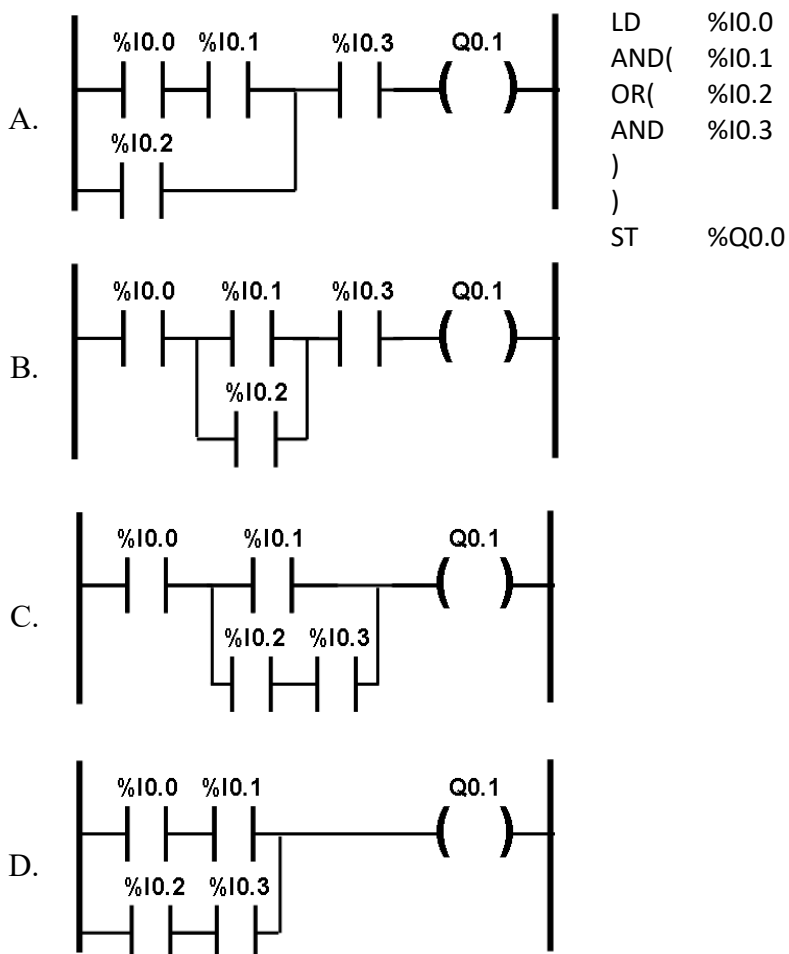 %I0.0 %I0.1 %I0.3 Q0.1
A.
%I0.2
LD %I0.0
AND( %I0.1
OR( %I0.2
AND %I0.3
)
)
ST %Q0.0
%I0.0 %I0.1 %I0.3 Q0.1
B.
%I0.2
%I0.0 %I0.1 Q0.1
C.
%I0.2 %I0.3
%I0.0 %I0.1 Q0.1
D.
%I0.2 %I0.3